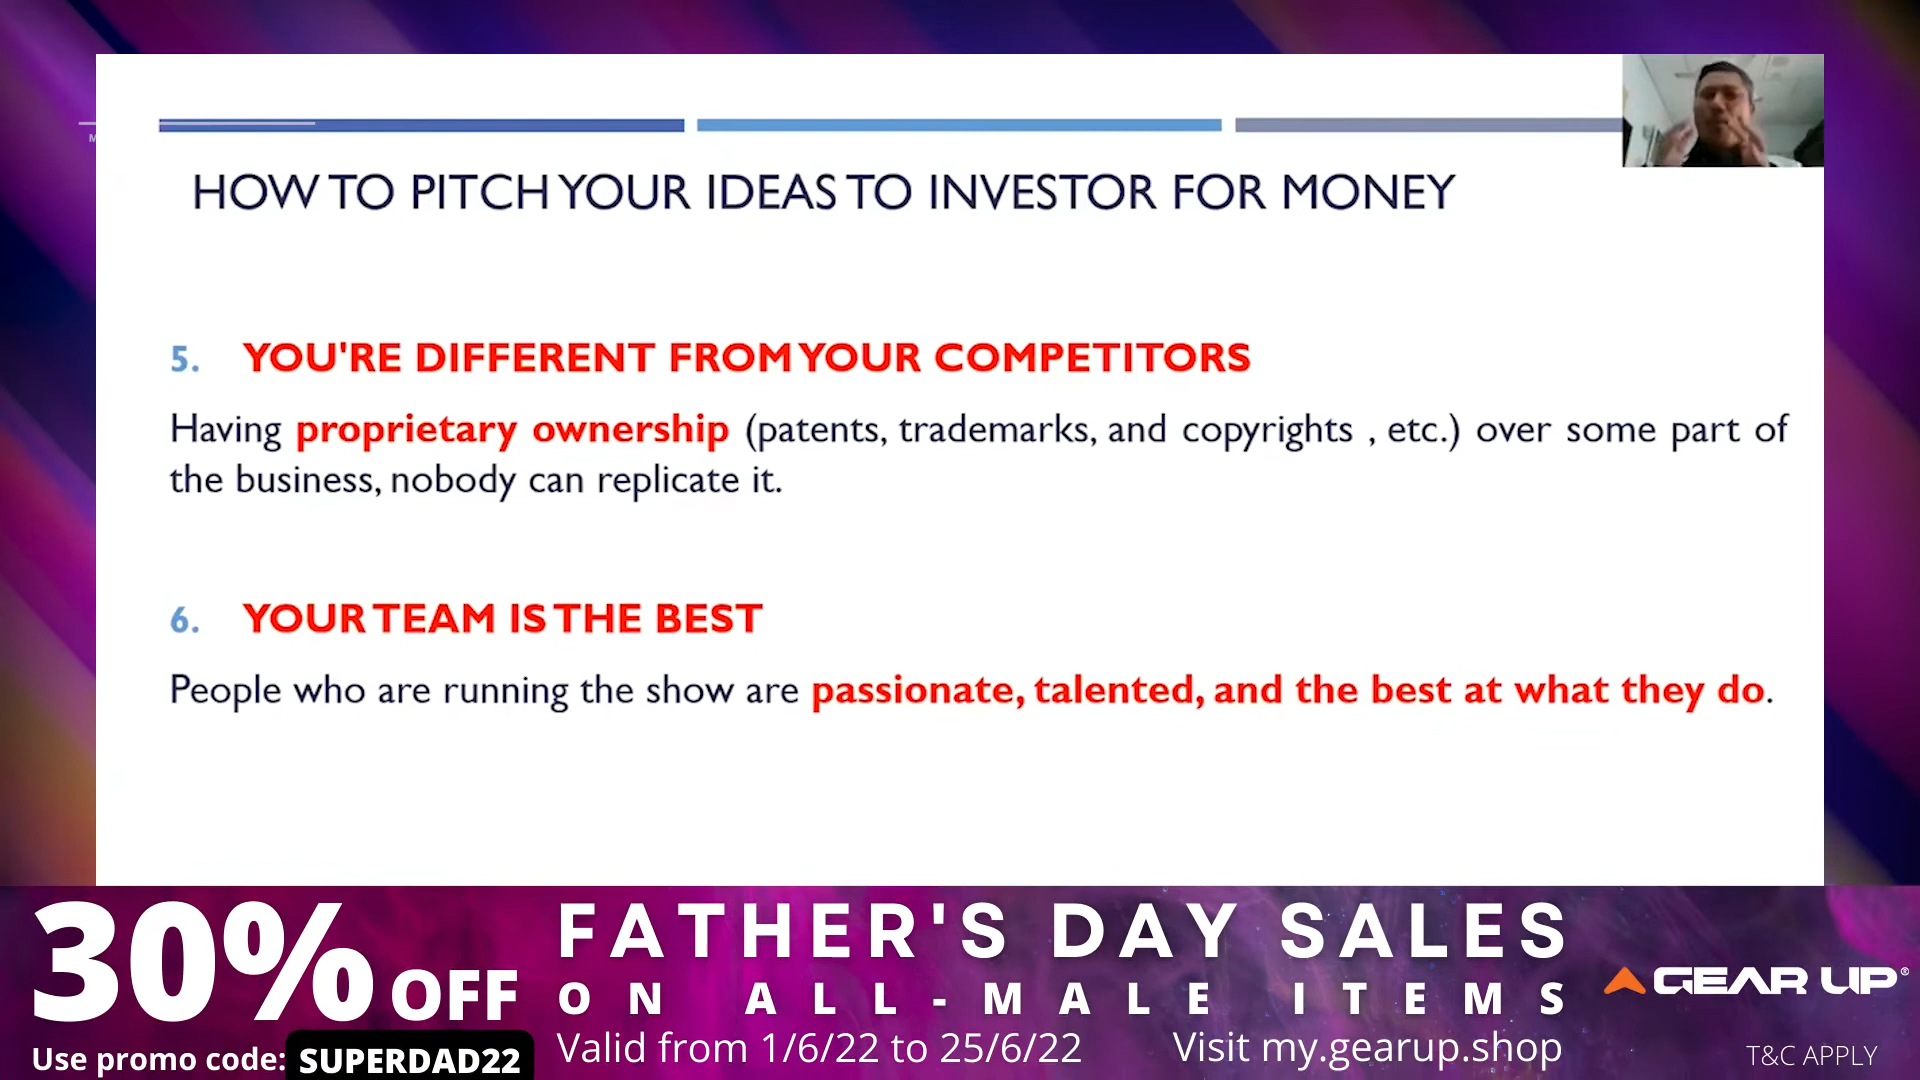 M
HOW TO PITCH YOUR IDEAS TO INVESTOR FOR MONEY
5. YOU'RE DIFFERENT FROM YOUR COMPETITORS
Having proprietary ownership (patents, trademarks, and copyrights , etc.) over some part of
the business, nobody can replicate it.
6. YOUR TEAM IS THE BEST
People who are running the show are passionate, talented, and the best at what they do.
30% OFF
Use promo code: SUPERDAD22
FATHER'S DAY SALES
ON ALL-MALE ITEMS
Valid from 1/6/22 to 25/6/22 Visit my.gearup.shop
GEAR UP®
T&C APPLY